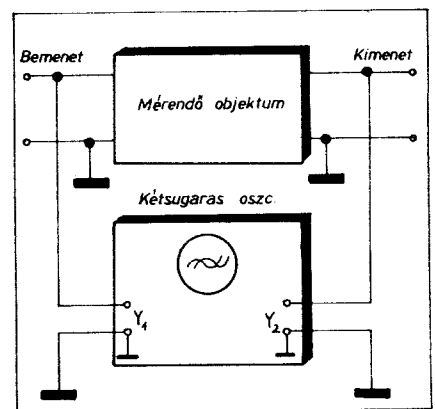 Bemenet
Kimenet
Mérendő objektum
Kétsugaras oszc.
Y₁
Y₂